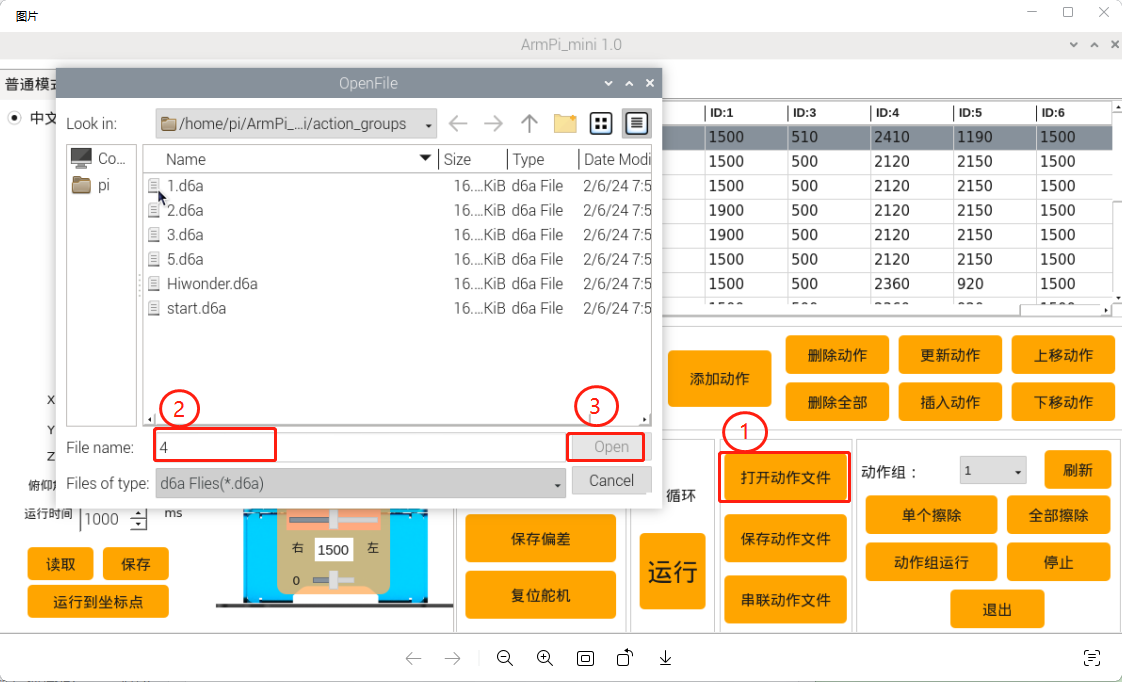 图片
ArmPi_mini 1.0
普通模式
中文
OpenFile
Look in:
/home/pi/ArmPi_...i/action_groups
Co...
pi
Name Size Type Date Modi
1.d6a 16....KiB d6a File 2/6/24 7:5
2.d6a 16....KiB d6a File 2/6/24 7:5
3.d6a 16....KiB d6a File 2/6/24 7:5
5.d6a 16....KiB d6a File 2/6/24 7:5
Hiwonder.d6a 16....KiB d6a File 2/6/24 7:5
start.d6a 16....KiB d6a File 2/6/24 7:5
2
3
File name: 4 Open
Files of type: d6a Flies(*.d6a) Cancel
ID:1 ID:3 ID:4 ID:5 ID:6
1500 510 2410 1190 1500
1500 500 2120 2150 1500
1500 500 2120 2150 1500
1900 500 2120 2150 1500
1900 500 2120 2150 1500
1500 500 2120 2150 1500
1500 500 2360 920 1500
添加动作
删除动作 更新动作 上移动作
删除全部 插入动作 下移动作
1
X
Y
Z
俯仰
运行时间 1000 ms
读取 保存
运行到坐标点
右 1500 左
0
保存偏差
复位舵机
循环
运行
打开动作文件
保存动作文件
串联动作文件
动作组： 1 刷新
单个擦除 全部擦除
动作组运行 停止
退出